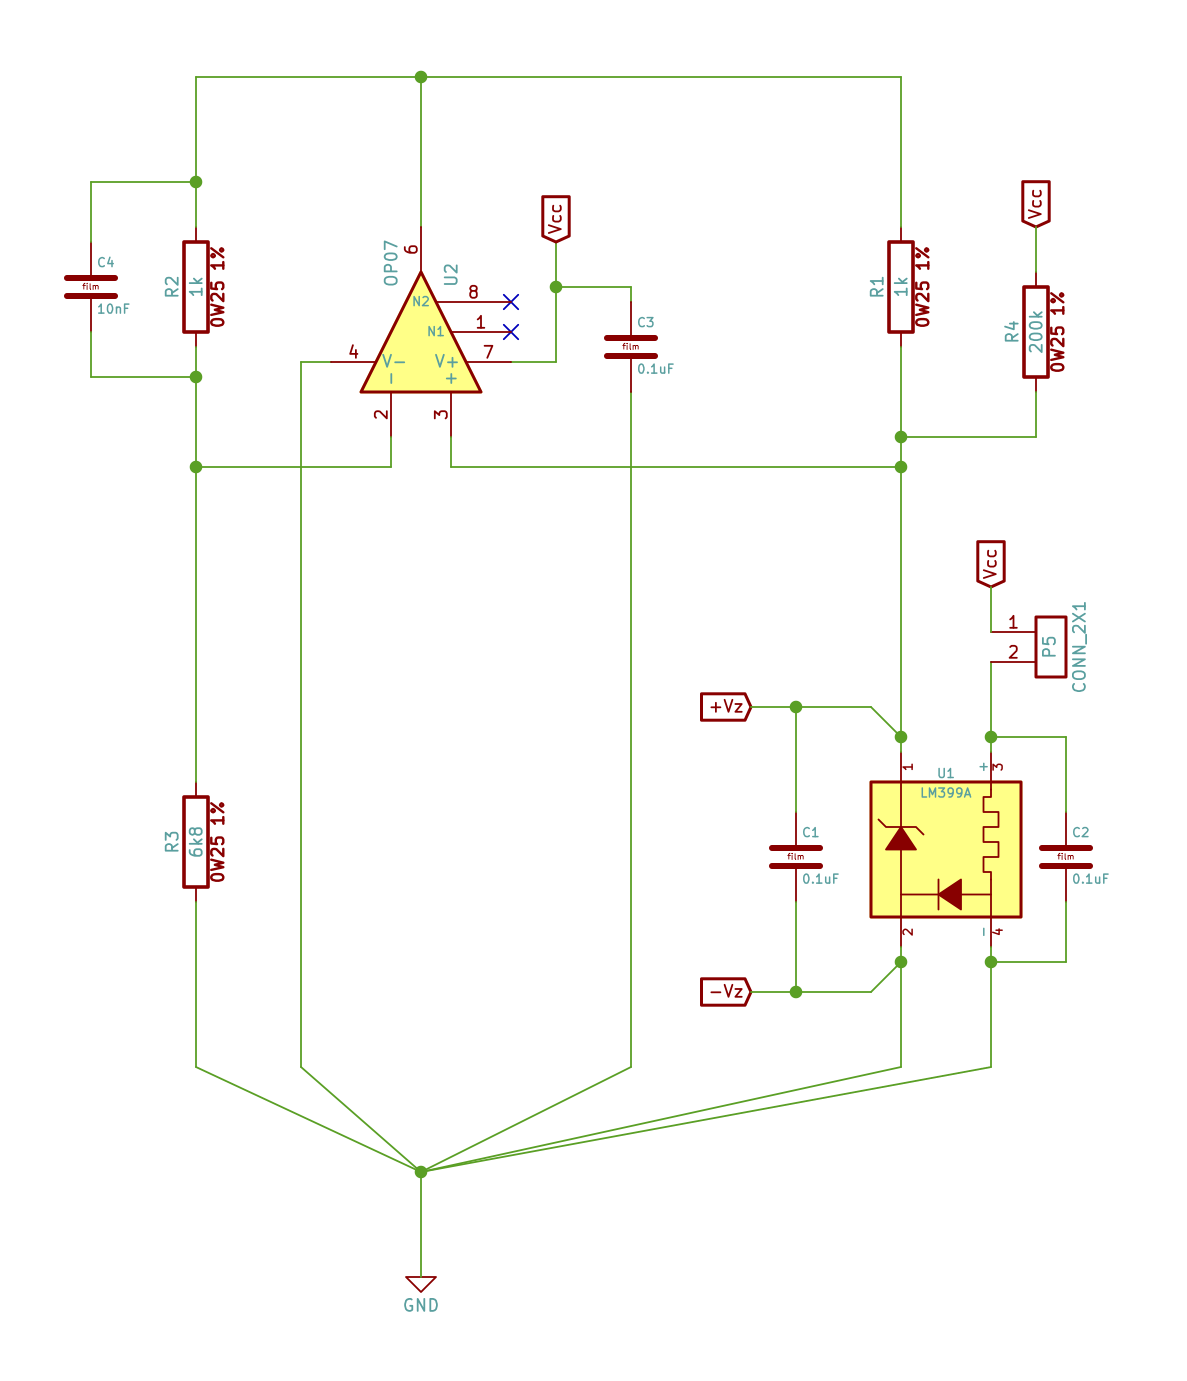 C4
film
10nF
R2
1k
0W25 1%
OP07
U2
6
N2
8
N1
1
4
V-
V+
7
-
+
2
3
Vcc
C3
film
0.1uF
R1
1k
0W25 1%
Vcc
R4
200k
0W25 1%
Vcc
1
2
P5
CONN_2X1
+Vz
R3
6k8
0W25 1%
C1
film
0.1uF
1
U1
+
3
LM399A
2
-
4
C2
film
0.1uF
-Vz
GND